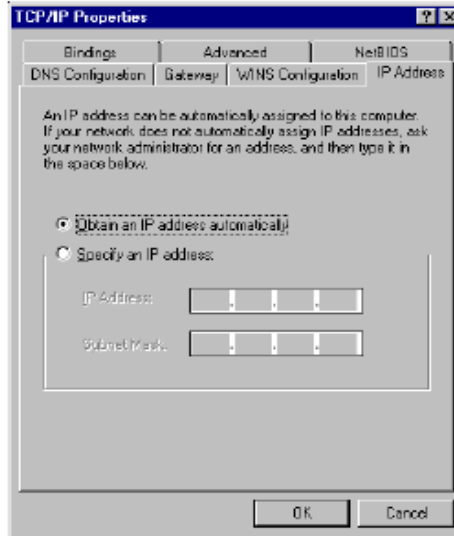 TCP/IP Properties
Bindings Advanced NetBIOS
DNS Configuration Gateway WINS Configuration IP Address
An IP address can be automatically assigned to this computer.
If your network does not automatically assign IP addresses, ask
your network administrator for an address, and then type it in
the space below.
Obtain an IP address automatically
Specify an IP address:
IP Address:
. . .
Subnet Mask:
. . .
OK Cancel